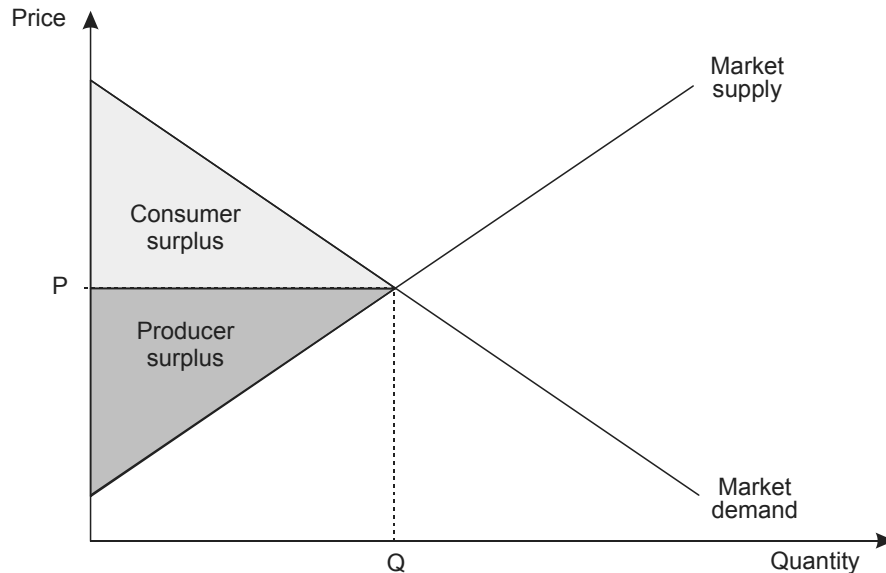 Price
Market
supply
Consumer
surplus
P
Producer
surplus
Market
demand
Q
Quantity